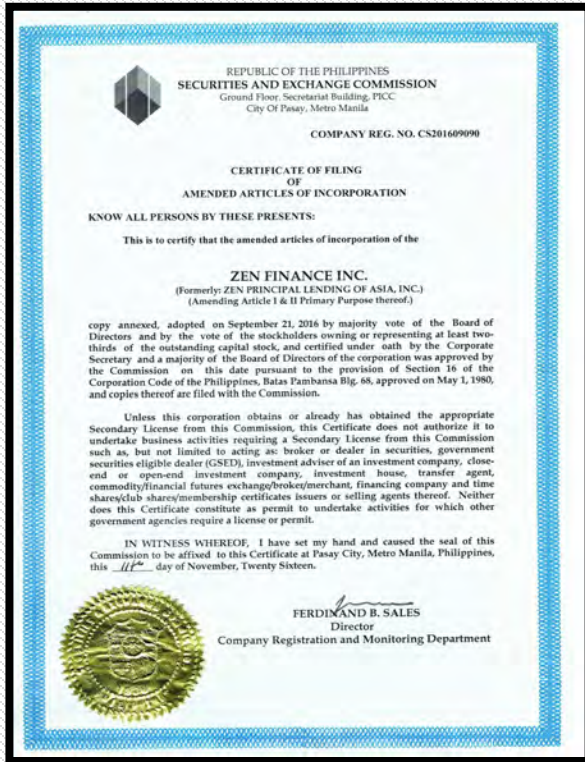 REPUBLIC OF THE PHILIPPINES
SECURITIES AND EXCHANGE COMMISSION
Ground Floor, Secretariat Building, PICC
City Of Pasay, Metro Manila
COMPANY REG. NO. CS201609090
CERTIFICATE OF FILING
OF
AMENDED ARTICLES OF INCORPORATION
KNOW ALL PERSONS BY THESE PRESENTS:
This is to certify that the amended articles of incorporation of the
ZEN FINANCE INC.
(Formerly: ZEN PRINCIPAL LENDING OF ASIA, INC.)
(Amending Article I & II Primary Purpose thereof.)
copy annexed, adopted on September 21, 2016 by majority vote of the Board of
Directors and by the vote of the stockholders owning or representing at least two-
thirds of the outstanding capital stock, and certified under oath by the Corporate
Secretary and a majority of the Board of Directors of the corporation was approved by
the Commission on this date pursuant to the provision of Section 16 of the
Corporation Code of the Philippines, Batas Pambansa Blg. 68, approved on May 1, 1980,
and copies thereof are filed with the Commission.
Unless this corporation obtains or already has obtained the appropriate
Secondary License from this Commission, this Certificate does not authorize it to
undertake business activities requiring a Secondary License from this Commission
such as, but not limited to acting as: broker or dealer in securities, government
securities eligible dealer (GSED), investment adviser of an investment company, close-
end or open-end investment company, investment house, transfer agent,
commodity/financial futures exchange/broker/merchant, financing company and time
shares/club shares/membership certificates issuers or selling agents thereof. Neither
does this Certificate constitute as permit to undertake activities for which other
government agencies require a license or permit.
IN WITNESS WHEREOF, I have set my hand and caused the seal of this
Commission to be affixed to this Certificate at Pasay City, Metro Manila, Philippines,
this 11th day of November, Twenty Sixteen.
FERDINAND B. SALES
Director
Company Registration and Monitoring Department